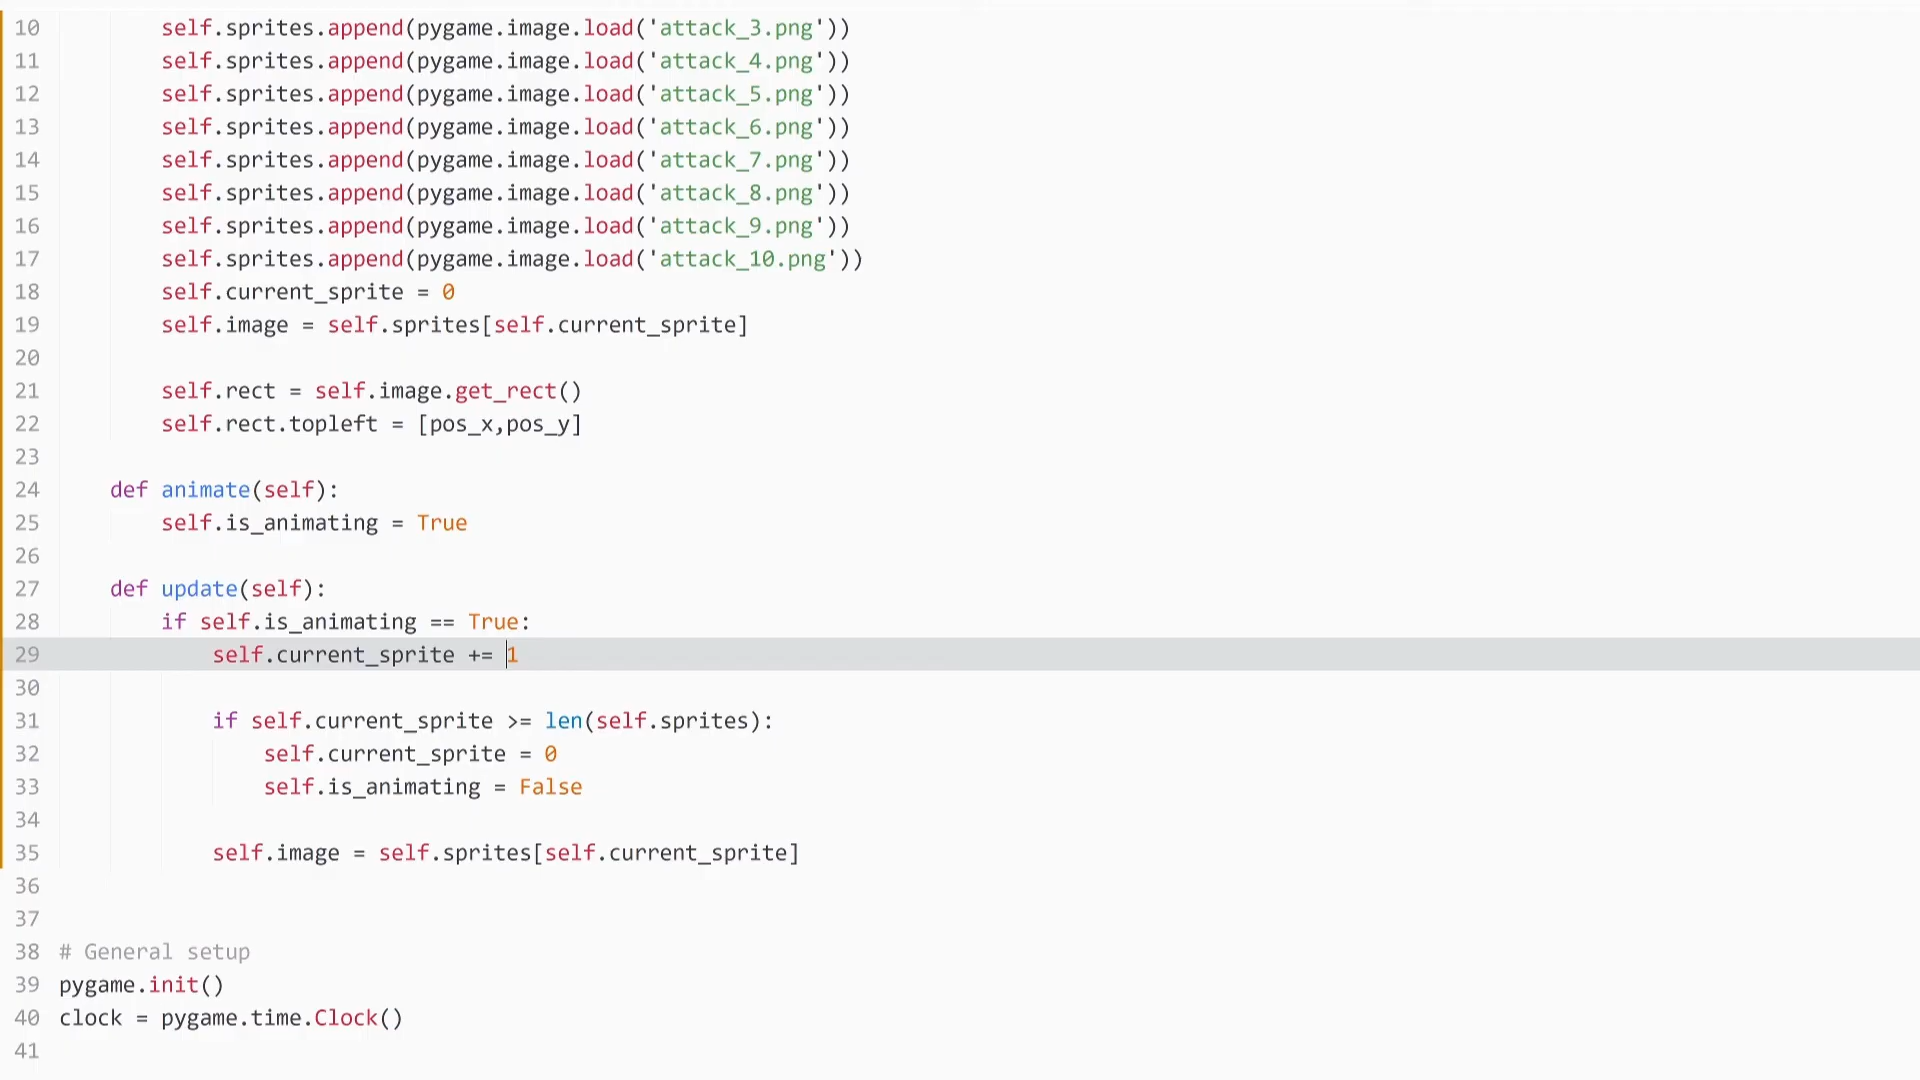 10 self.sprites.append(pygame.image.load('attack_3.png'))
11 self.sprites.append(pygame.image.load('attack_4.png'))
12 self.sprites.append(pygame.image.load('attack_5.png'))
13 self.sprites.append(pygame.image.load('attack_6.png'))
14 self.sprites.append(pygame.image.load('attack_7.png'))
15 self.sprites.append(pygame.image.load('attack_8.png'))
16 self.sprites.append(pygame.image.load('attack_9.png'))
17 self.sprites.append(pygame.image.load('attack_10.png'))
18 self.current_sprite = 0
19 self.image = self.sprites[self.current_sprite]
20
21 self.rect = self.image.get_rect()
22 self.rect.topleft = [pos_x,pos_y]
23
24 def animate(self):
25 self.is_animating = True
26
27 def update(self):
28 if self.is_animating == True:
29 self.current_sprite += 1
30
31 if self.current_sprite >= len(self.sprites):
32 self.current_sprite = 0
33 self.is_animating = False
34
35 self.image = self.sprites[self.current_sprite]
36
37
38 # General setup
39 pygame.init()
40 clock = pygame.time.Clock()
41